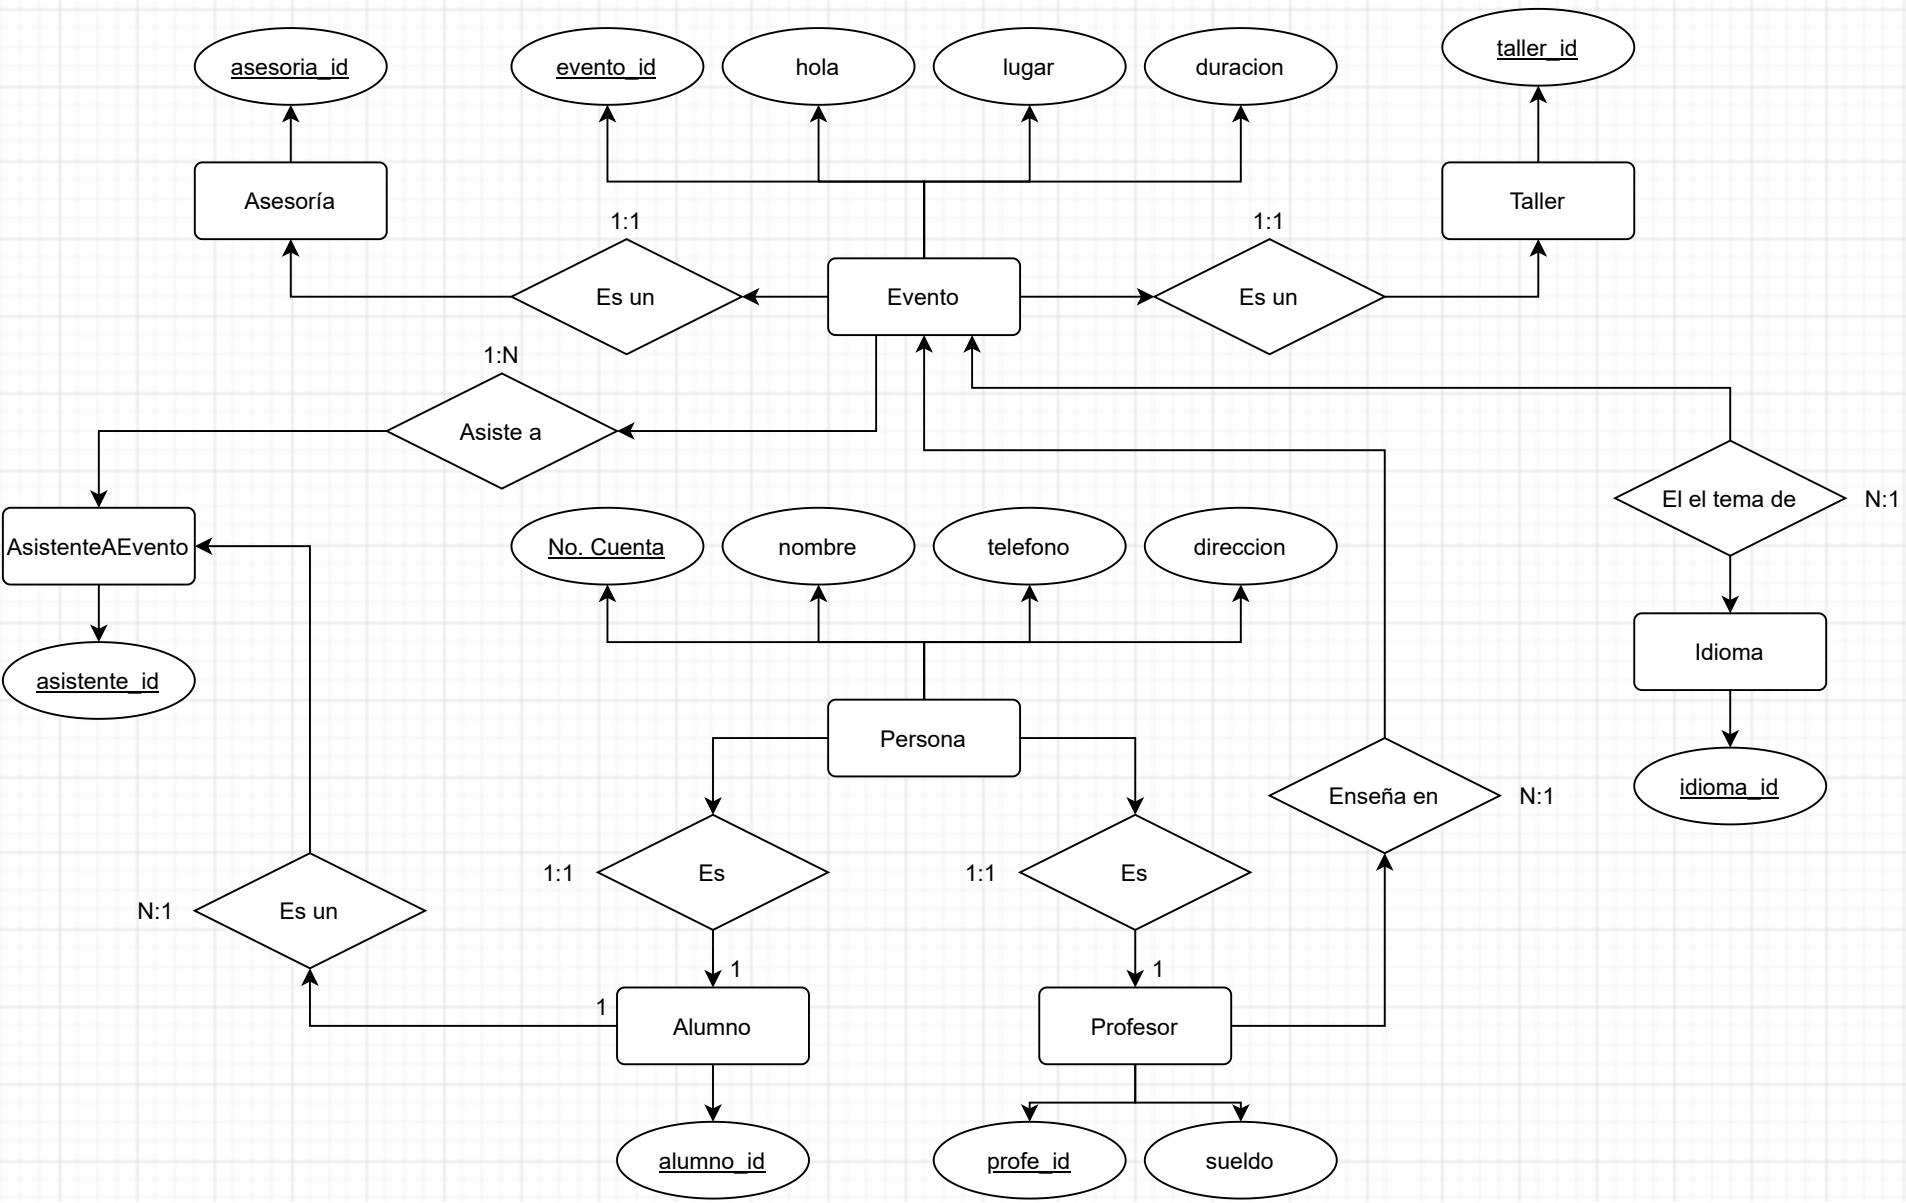 taller_id
asesoria_id
evento_id
hola
lugar
duracion
Asesoría
Taller
1:1
1:1
Es un
Evento
Es un
1:N
Asiste a
El el tema de
N:1
AsistenteAEvento
No. Cuenta
nombre
telefono
direccion
Idioma
asistente_id
Persona
idioma_id
Enseña en
N:1
1:1
Es
1:1
Es
N:1
Es un
1
1
1
Alumno
Profesor
alumno_id
profe_id
sueldo